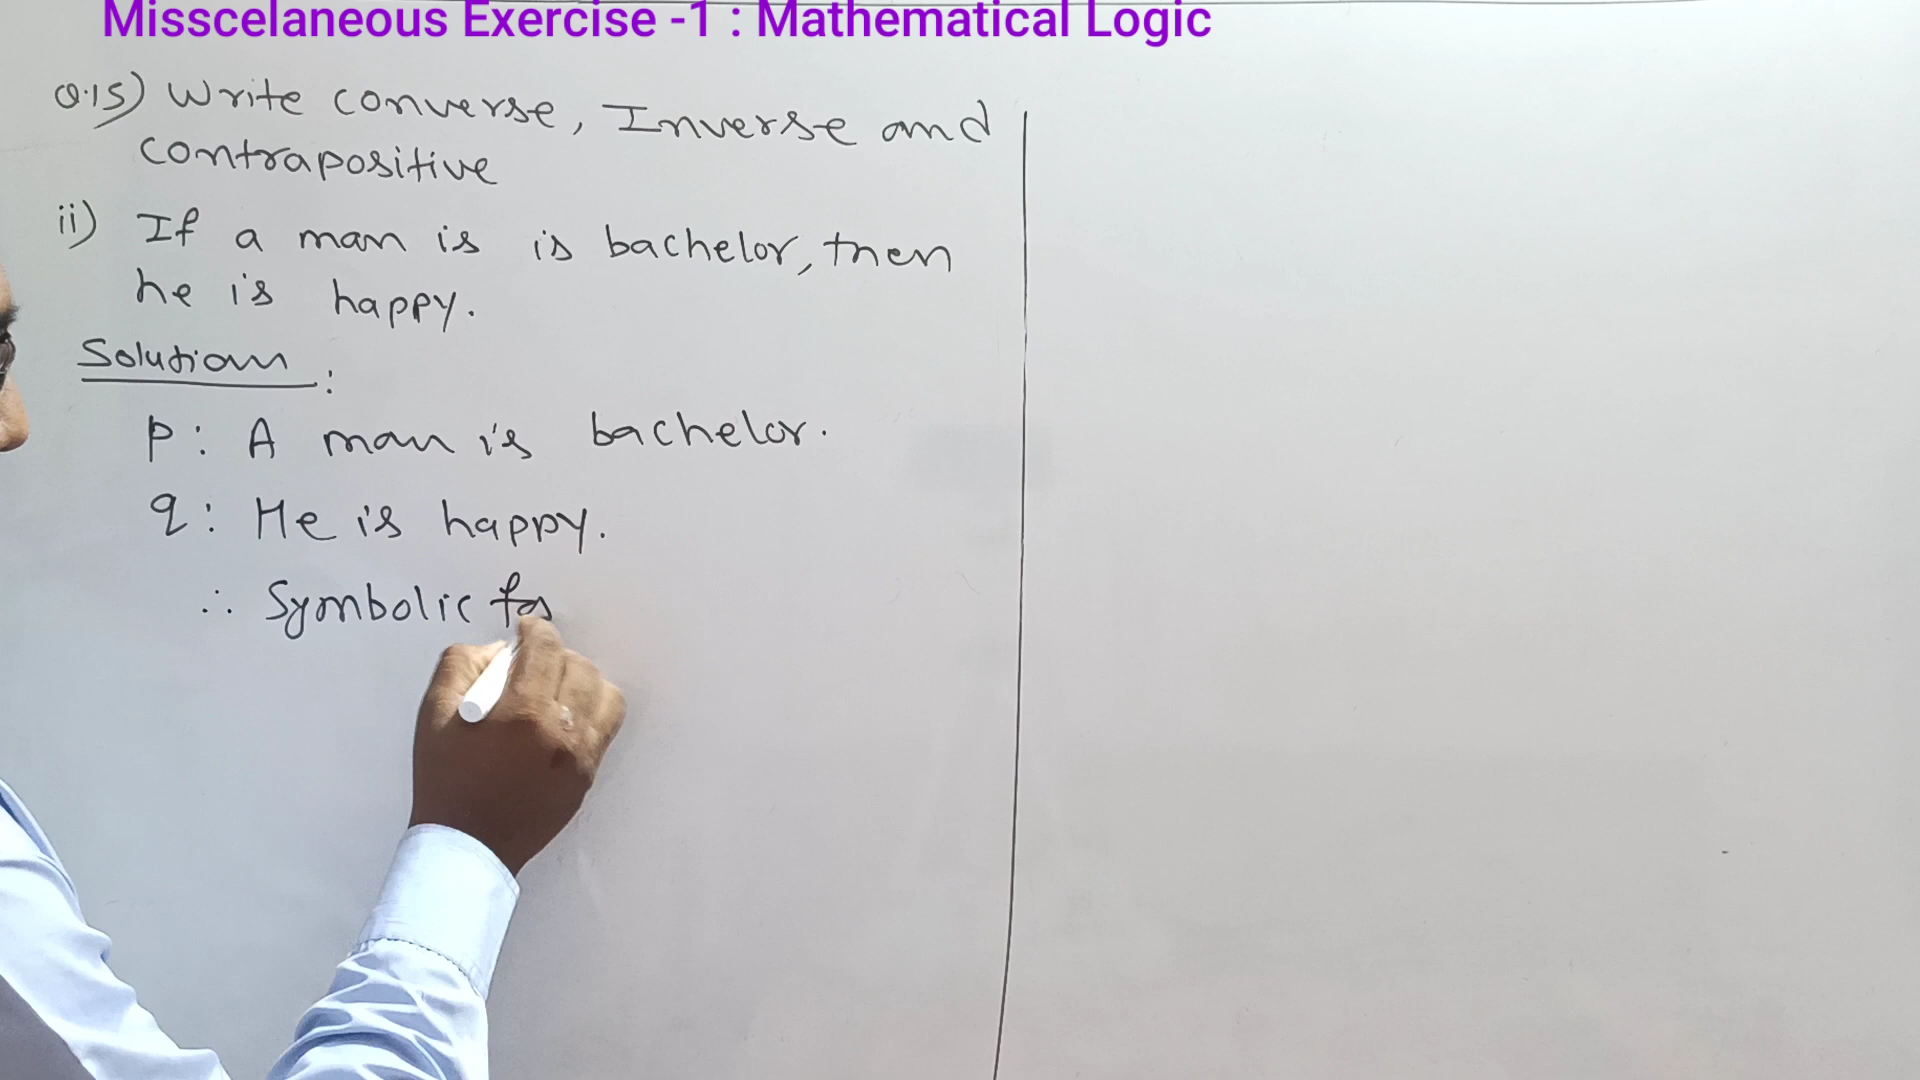 Misscelaneous Exercise -1 : Mathematical Logic
Q.15) Write converse, Inverse and
contrapositive
ii) If a man is is bachelor, then
he is happy.
Solution :
p: A man is bachelor.
q: He is happy.
∴ Symbolic fo